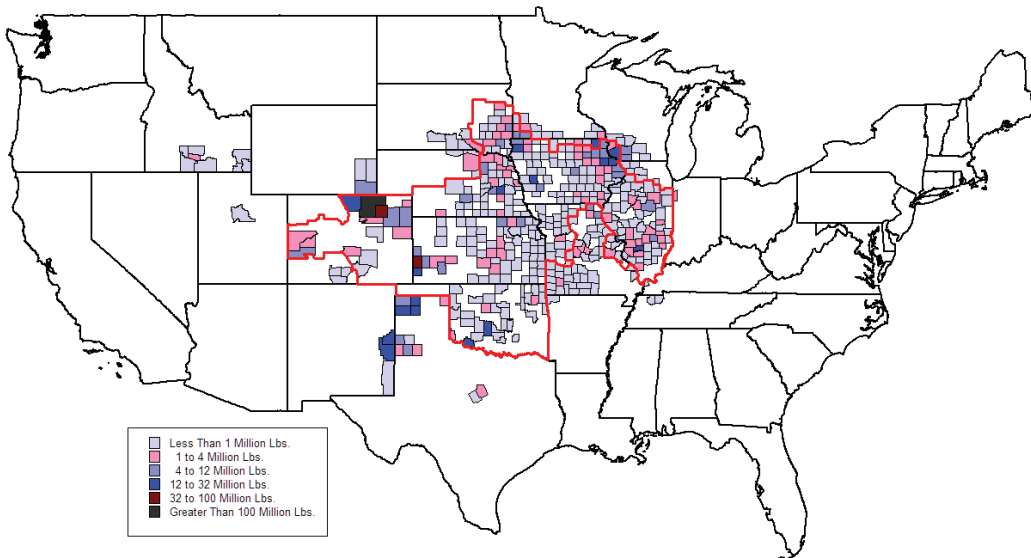 Less Than 1 Million Lbs.
1 to 4 Million Lbs.
4 to 12 Million Lbs.
12 to 32 Million Lbs.
32 to 100 Million Lbs.
Greater Than 100 Million Lbs.